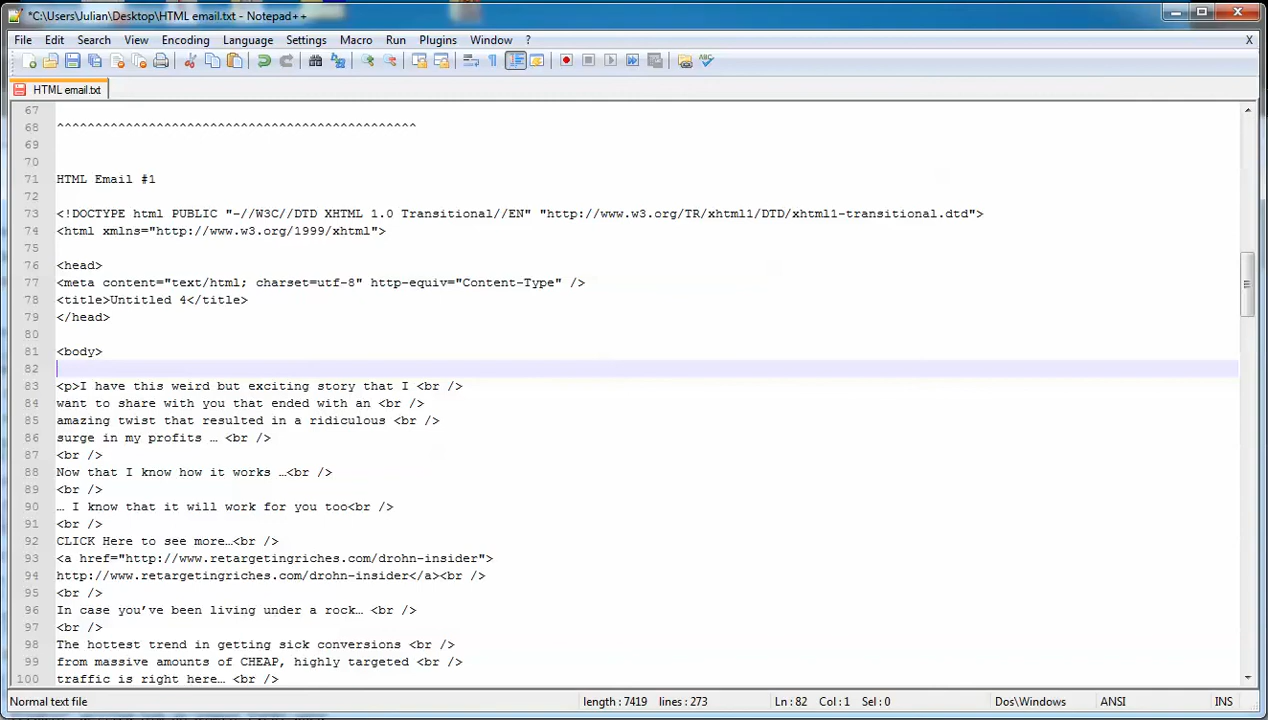 *C:\Users\Julian\Desktop\HTML email.txt - Notepad++
File Edit Search View Encoding Language Settings Macro Run Plugins Window ? X
HTML email.txt
67
68 ^^^^^^^^^^^^^^^^^^^^^^^^^^^^^^^^^^^^^^^^^^^^^^^
69
70
71 HTML Email #1
72
73 <!DOCTYPE html PUBLIC "-//W3C//DTD XHTML 1.0 Transitional//EN" "http://www.w3.org/TR/xhtml1/DTD/xhtml1-transitional.dtd">
74 <html xmlns="http://www.w3.org/1999/xhtml">
75
76 <head>
77 <meta content="text/html; charset=utf-8" http-equiv="Content-Type" />
78 <title>Untitled 4</title>
79 </head>
80
81 <body>
82
83 <p>I have this weird but exciting story that I <br />
84 want to share with you that ended with an <br />
85 amazing twist that resulted in a ridiculous <br />
86 surge in my profits … <br />
87 <br />
88 Now that I know how it works …<br />
89 <br />
90 … I know that it will work for you too<br />
91 <br />
92 CLICK Here to see more…<br />
93 <a href="http://www.retargetingriches.com/drohn-insider">
94 http://www.retargetingriches.com/drohn-insider</a><br />
95 <br />
96 In case you’ve been living under a rock… <br />
97 <br />
98 The hottest trend in getting sick conversions <br />
99 from massive amounts of CHEAP, highly targeted <br />
100 traffic is right here… <br />
Normal text file length : 7419 lines : 273 Ln : 82 Col : 1 Sel : 0 Dos\Windows ANSI INS